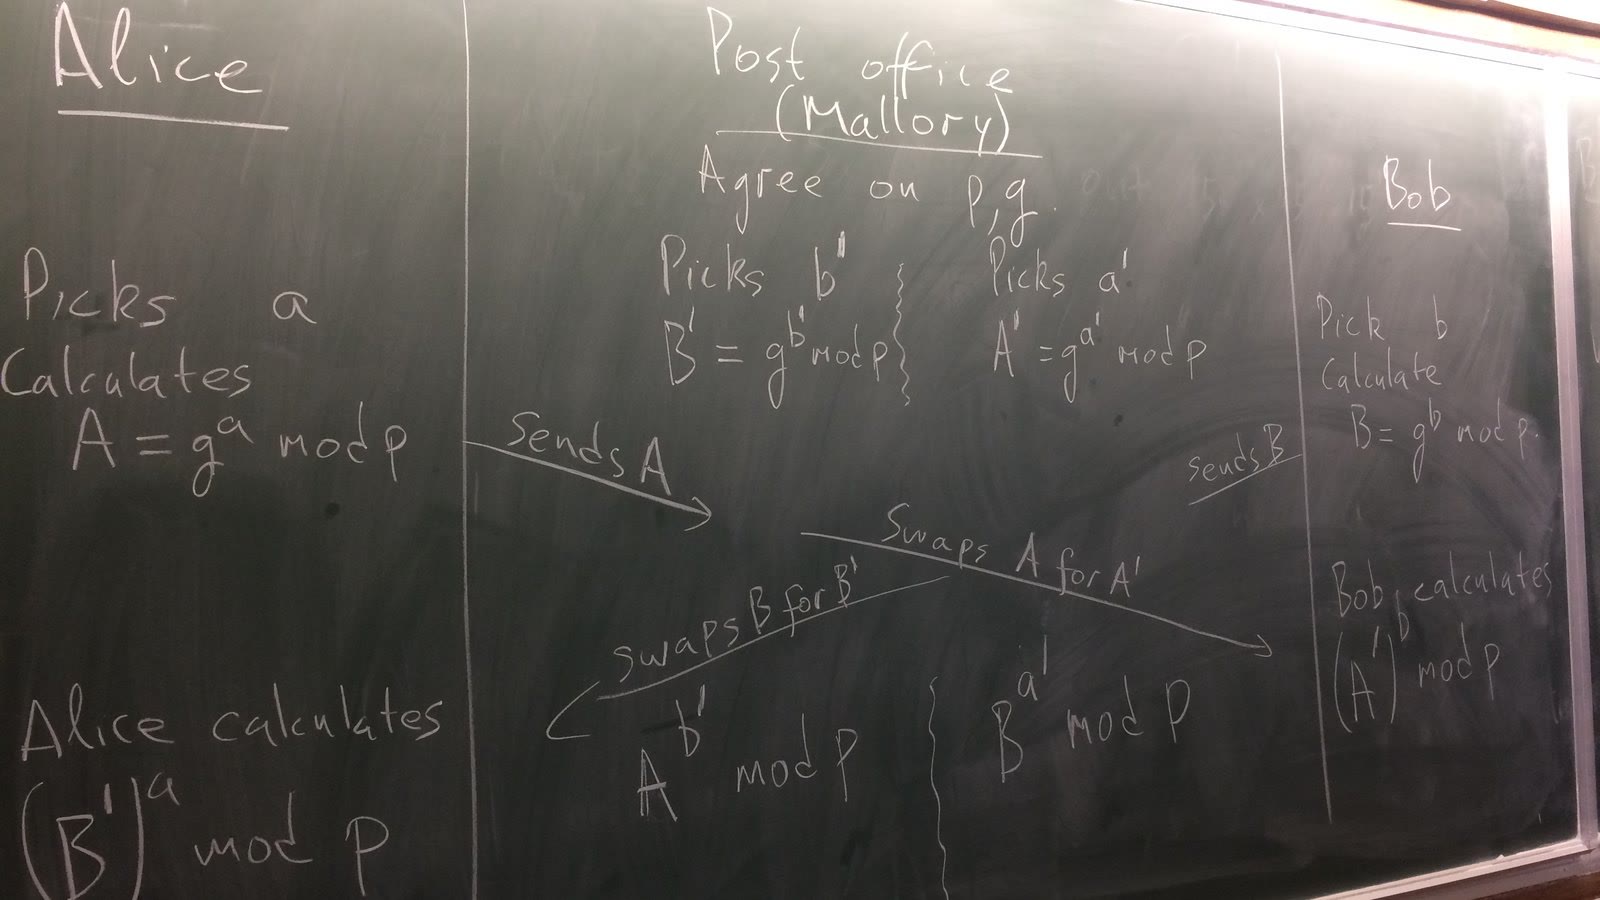 Alice
Picks a
Calculates
A = g^a mod p
Alice calculates
(B')^a mod p
Post office
(Mallory)
Agree on p,g.
Picks b'
B' = g^b' mod p
Picks a'
A' = g^a' mod p
Sends A
sends B
Swaps A for A'
swaps B for B'
A^b' mod p
B^a' mod p
Bob
Pick b
Calculate
B = g^b mod p.
Bob calculates
(A')^b mod p